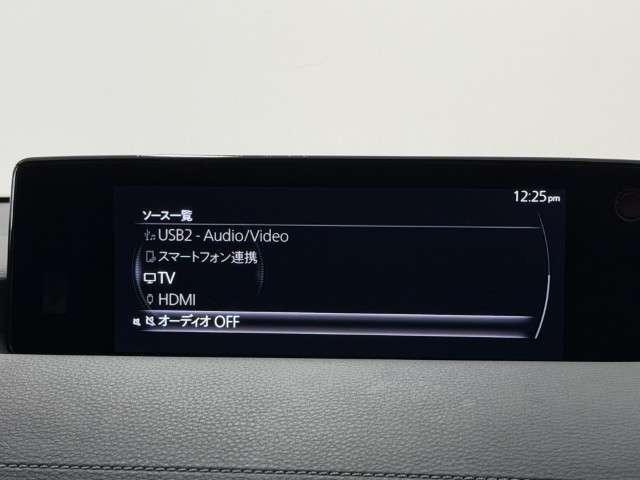 12:25pm
ソース一覧
USB2 - Audio/Video
スマートフォン連携
TV
HDMI
オーディオ OFF